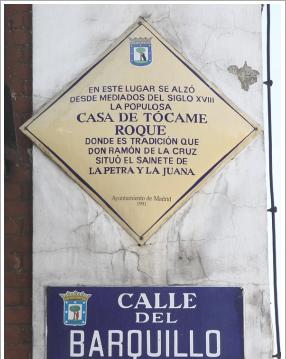 EN ESTE LUGAR SE ALZÓ
DESDE MEDIADOS DEL SIGLO XVIII
LA POPULOSA
CASA DE TÓCAME
ROQUE
DONDE ES TRADICIÓN QUE
DON RAMÓN DE LA CRUZ
SITUÓ EL SAINETE DE
LA PETRA Y LA JUANA
Ayuntamiento de Madrid
1991
CALLE
DEL
BARQUILLO